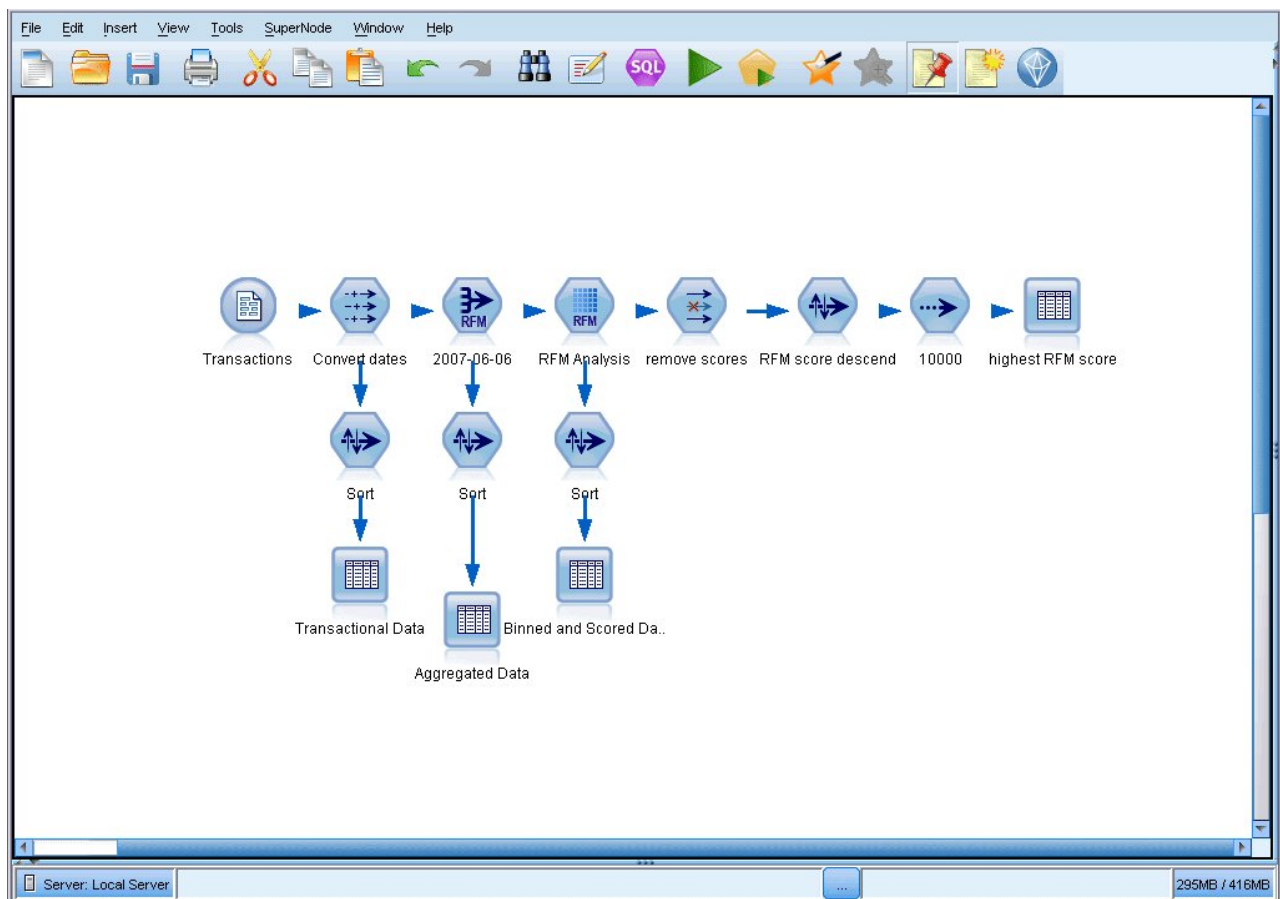 File Edit Insert View Tools SuperNode Window Help
SQL
RFM
RFM
Transactions Convert dates 2007-06-06 RFM Analysis remove scores RFM score descend 10000 highest RFM score
Sort Sort Sort
Transactional Data
Binned and Scored Da..
Aggregated Data
Server: Local Server
...
295MB / 416MB